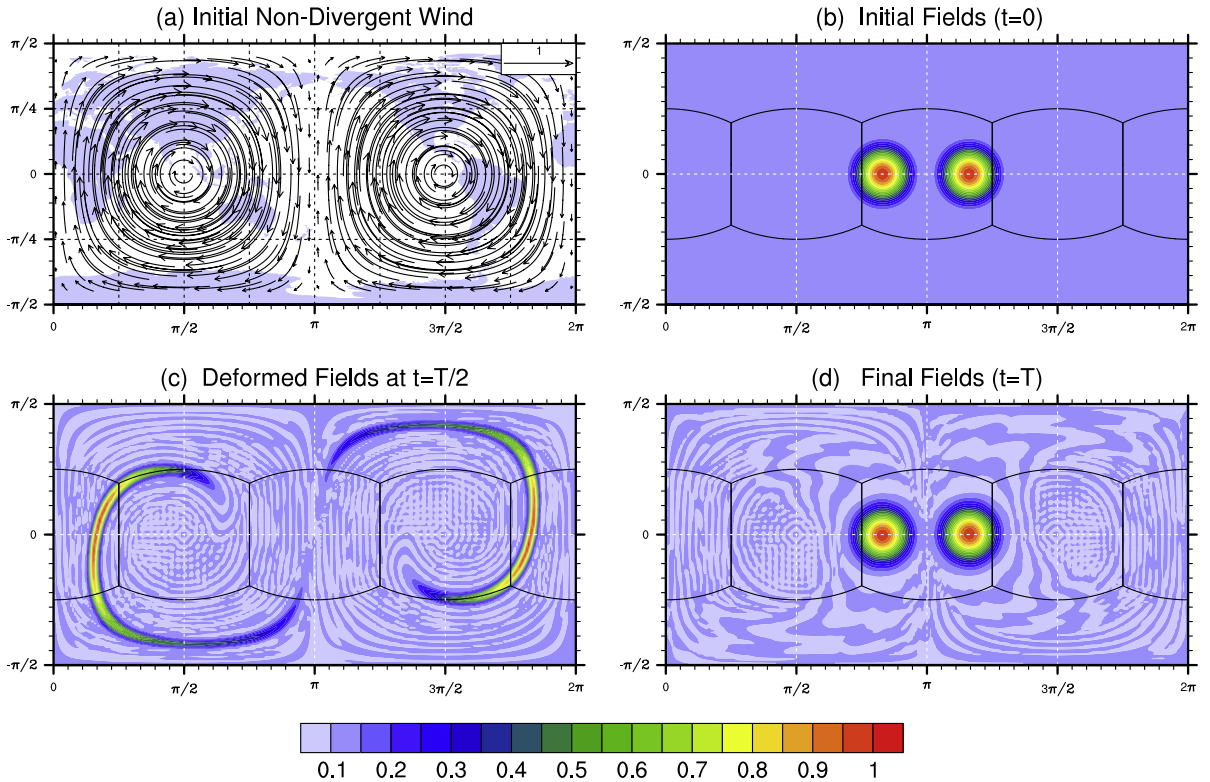 (a) Initial Non-Divergent Wind
(b) Initial Fields (t=0)
π/2
π/4
0
-π/4
-π/2
1
0
π/2
π
3π/2
2π
π/2
0
-π/2
0
π/2
π
3π/2
2π
(c) Deformed Fields at t=T/2
(d) Final Fields (t=T)
π/2
0
-π/2
0
π/2
π
3π/2
2π
π/2
0
-π/2
0
π/2
π
3π/2
2π
0.1 0.2 0.3 0.4 0.5 0.6 0.7 0.8 0.9 1